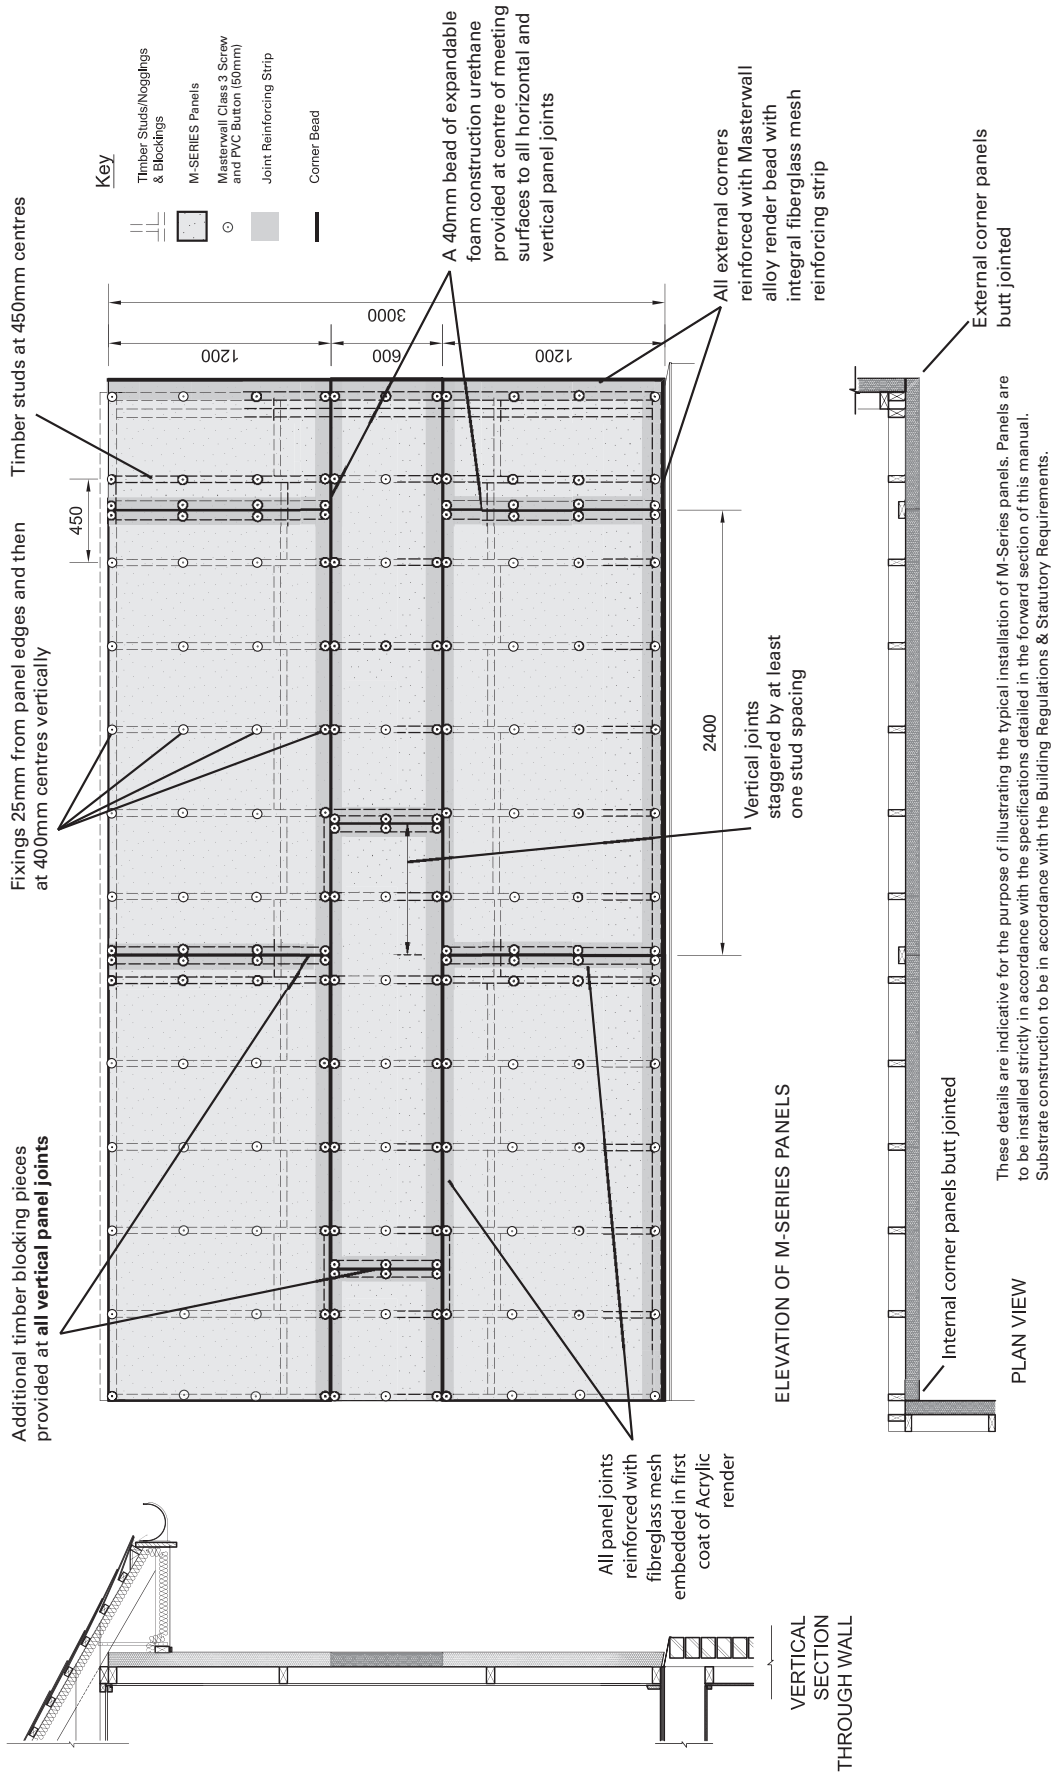 Additional timber blocking pieces
provided at all vertical panel joints
Fixings 25mm from panel edges and then
at 400mm centres vertically
Timber studs at 450mm centres
Key
Timber Studs/Noggings
& Blockings
M-SERIES Panels
Masterwall Class 3 Screw
and PVC Button (50mm)
Joint Reinforcing Strip
Corner Bead
A 40mm bead of expandable
foam construction urethane
provided at centre of meeting
surfaces to all horizontal and
vertical panel joints
All external corners
reinforced with Masterwall
alloy render bead with
integral fiberglass mesh
reinforcing strip
450
1200
600
1200
3000
2400
Vertical joints
staggered by at least
one stud spacing
All panel joints
reinforced with
fibreglass mesh
embedded in first
coat of Acrylic
render
ELEVATION OF M-SERIES PANELS
VERTICAL
SECTION
THROUGH WALL
External corner panels
butt jointed
Internal corner panels butt jointed
PLAN VIEW
These details are indicative for the purpose of illustrating the typical installation of M-Series panels. Panels are
to be installed strictly in accordance with the specifications detailed in the forward section of this manual.
Substrate construction to be in accordance with the Building Regulations & Statutory Requirements.